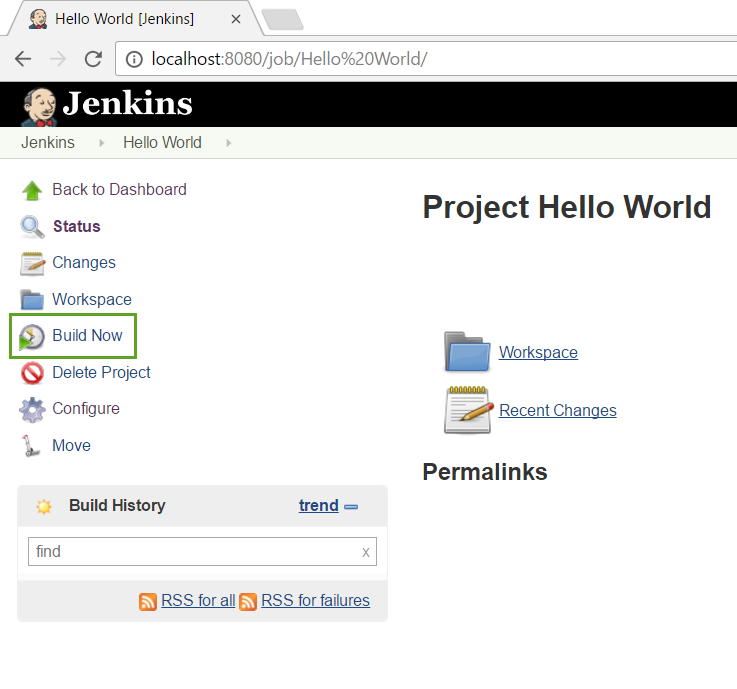 Hello World [Jenkins]
localhost:8080/job/Hello%20World/
Jenkins
Jenkins Hello World
Back to Dashboard
Status
Changes
Workspace
Build Now
Delete Project
Configure
Move
Build History trend
find x
RSS for all RSS for failures
Project Hello World
Workspace
Recent Changes
Permalinks